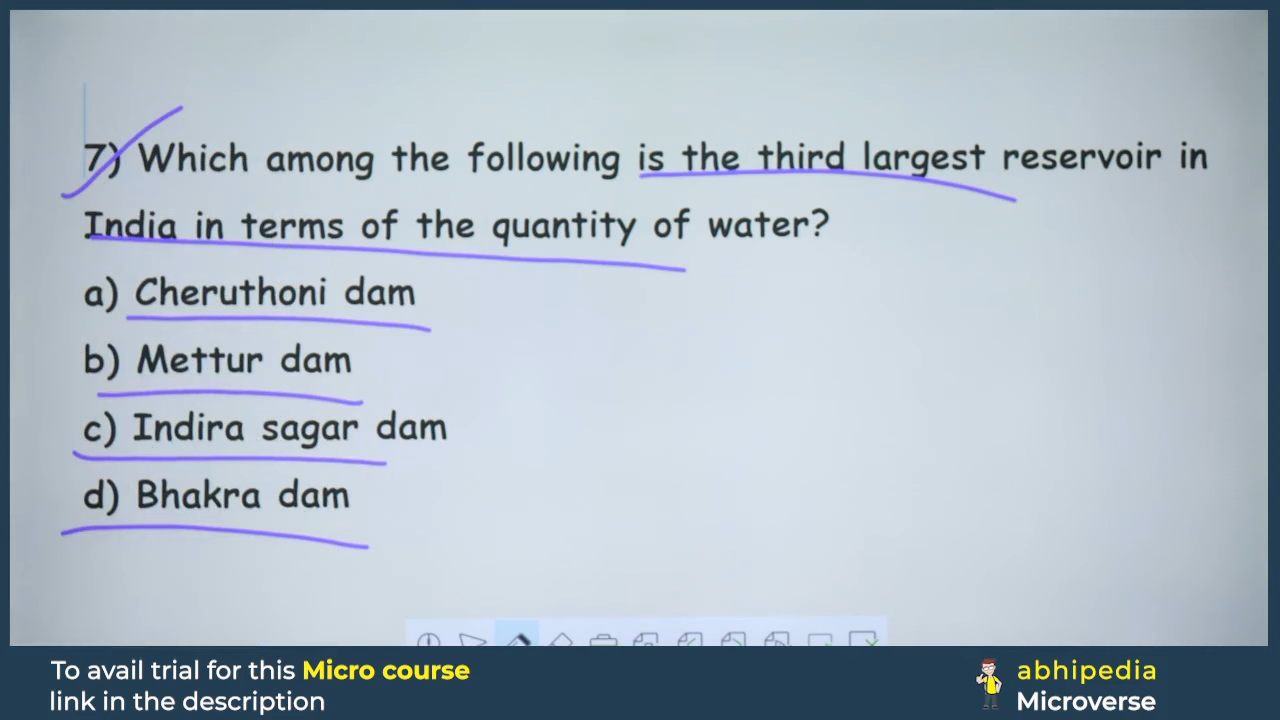 7) Which among the following is the third largest reservoir in
India in terms of the quantity of water?
a) Cheruthoni dam
b) Mettur dam
c) Indira sagar dam
d) Bhakra dam
To avail trial for this Micro course
link in the description
abhipedia
Microverse